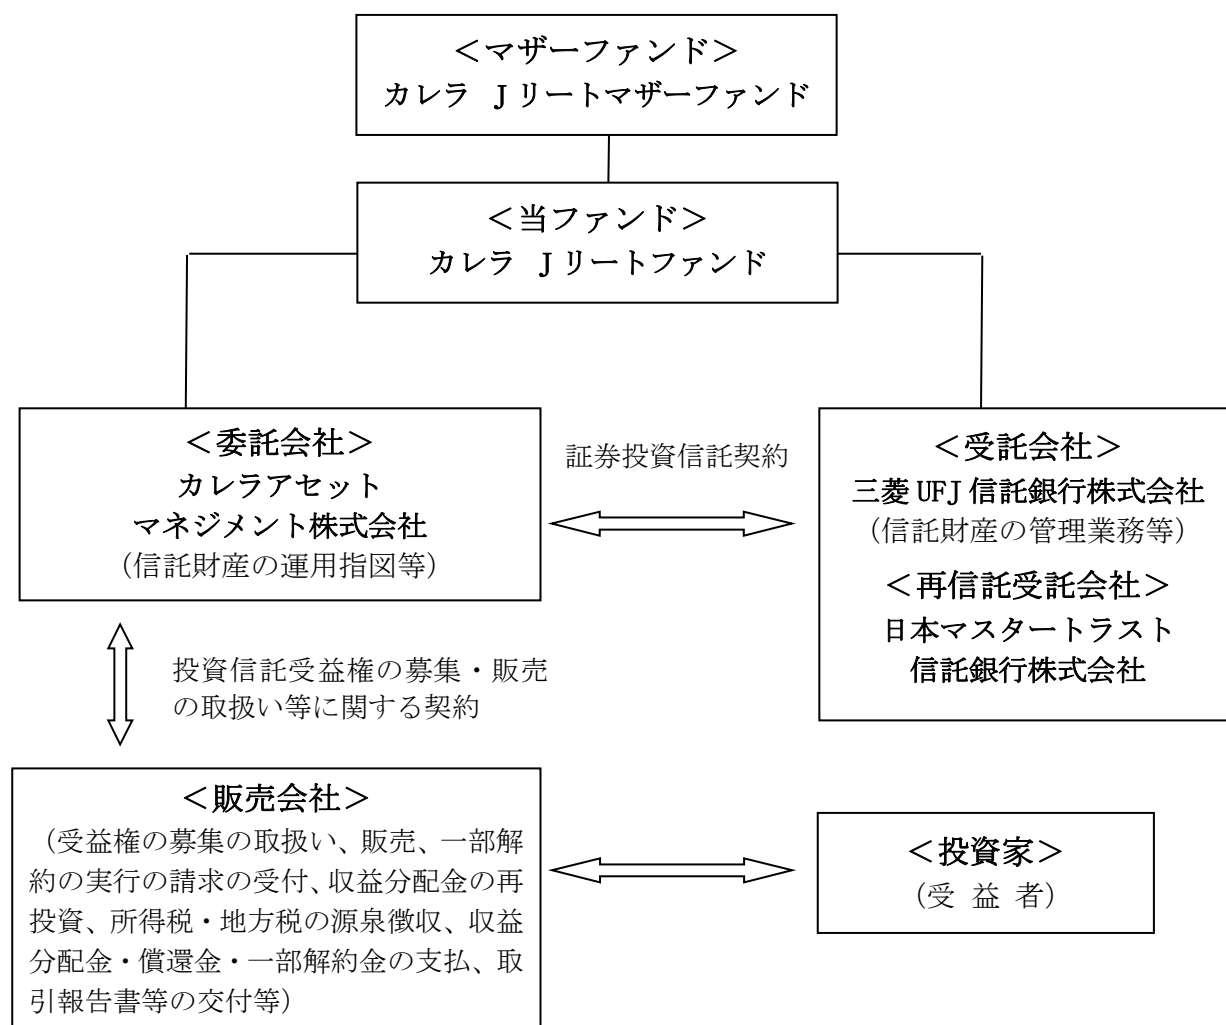 ＜マザーファンド＞
カレラ Ｊリートマザーファンド
＜当ファンド＞
カレラ Ｊリートファンド
＜委託会社＞
カレラアセット
マネジメント株式会社
（信託財産の運用指図等）
証券投資信託契約
＜受託会社＞
三菱 UFJ 信託銀行株式会社
（信託財産の管理業務等）
＜再信託受託会社＞
日本マスタートラスト
信託銀行株式会社
投資信託受益権の募集・販売
の取扱い等に関する契約
＜販売会社＞
（受益権の募集の取扱い、販売、一部解
約の実行の請求の受付、収益分配金の再
投資、所得税・地方税の源泉徴収、収益
分配金・償還金・一部解約金の支払、取
引報告書等の交付等）
＜投資家＞
（受 益 者）